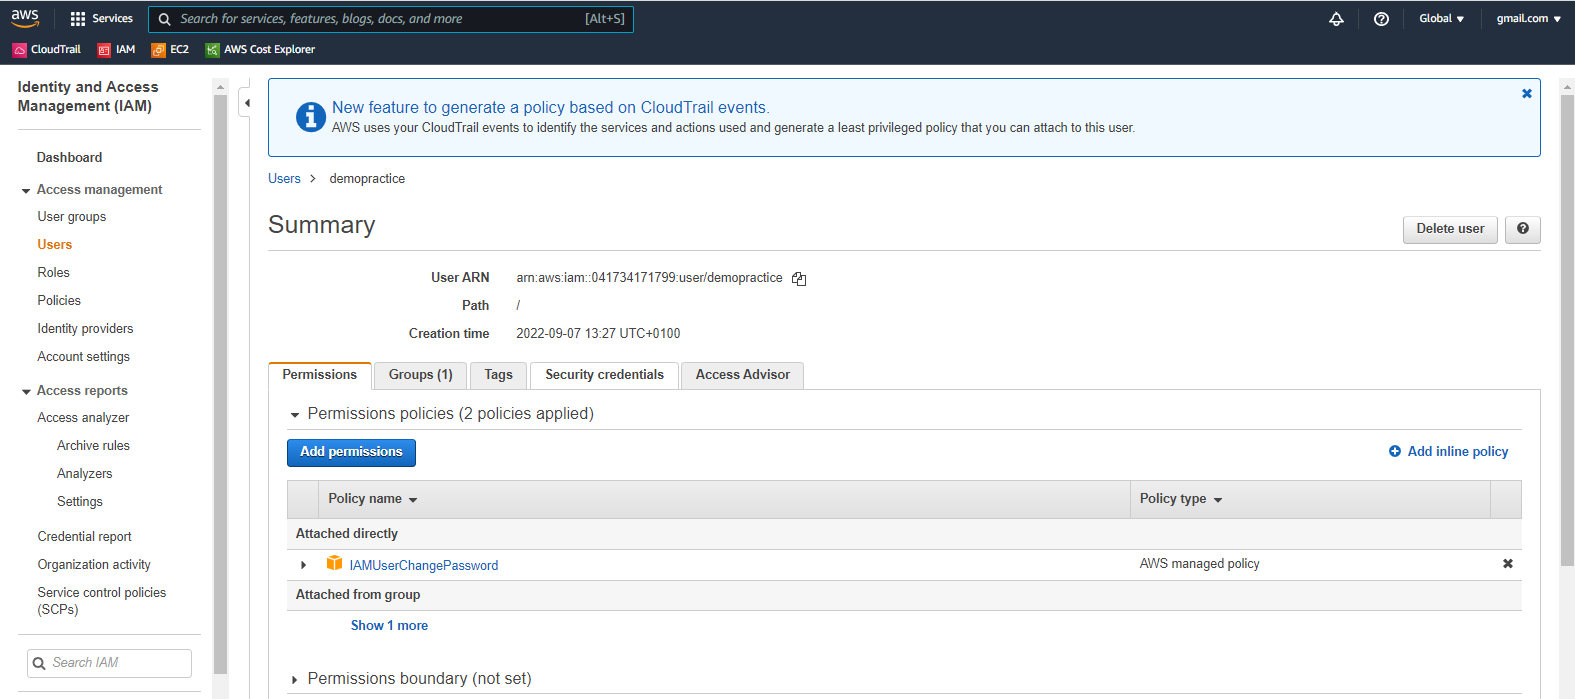 aws
Services
Search for services, features, blogs, docs, and more [Alt+S]
Global
gmail.com
CloudTrail
IAM
EC2
AWS Cost Explorer
Identity and Access
Management (IAM)
Dashboard
Access management
User groups
Users
Roles
Policies
Identity providers
Account settings
Access reports
Access analyzer
Archive rules
Analyzers
Settings
Credential report
Organization activity
Service control policies
(SCPs)
Search IAM
New feature to generate a policy based on CloudTrail events.
AWS uses your CloudTrail events to identify the services and actions used and generate a least privileged policy that you can attach to this user.
Users > demopractice
Summary
Delete user
User ARN arn:aws:iam::041734171799:user/demopractice
Path /
Creation time 2022-09-07 13:27 UTC+0100
Permissions
Groups (1)
Tags
Security credentials
Access Advisor
Permissions policies (2 policies applied)
Add permissions
Add inline policy
Policy name
Policy type
Attached directly
IAMUserChangePassword
AWS managed policy
Attached from group
Show 1 more
Permissions boundary (not set)